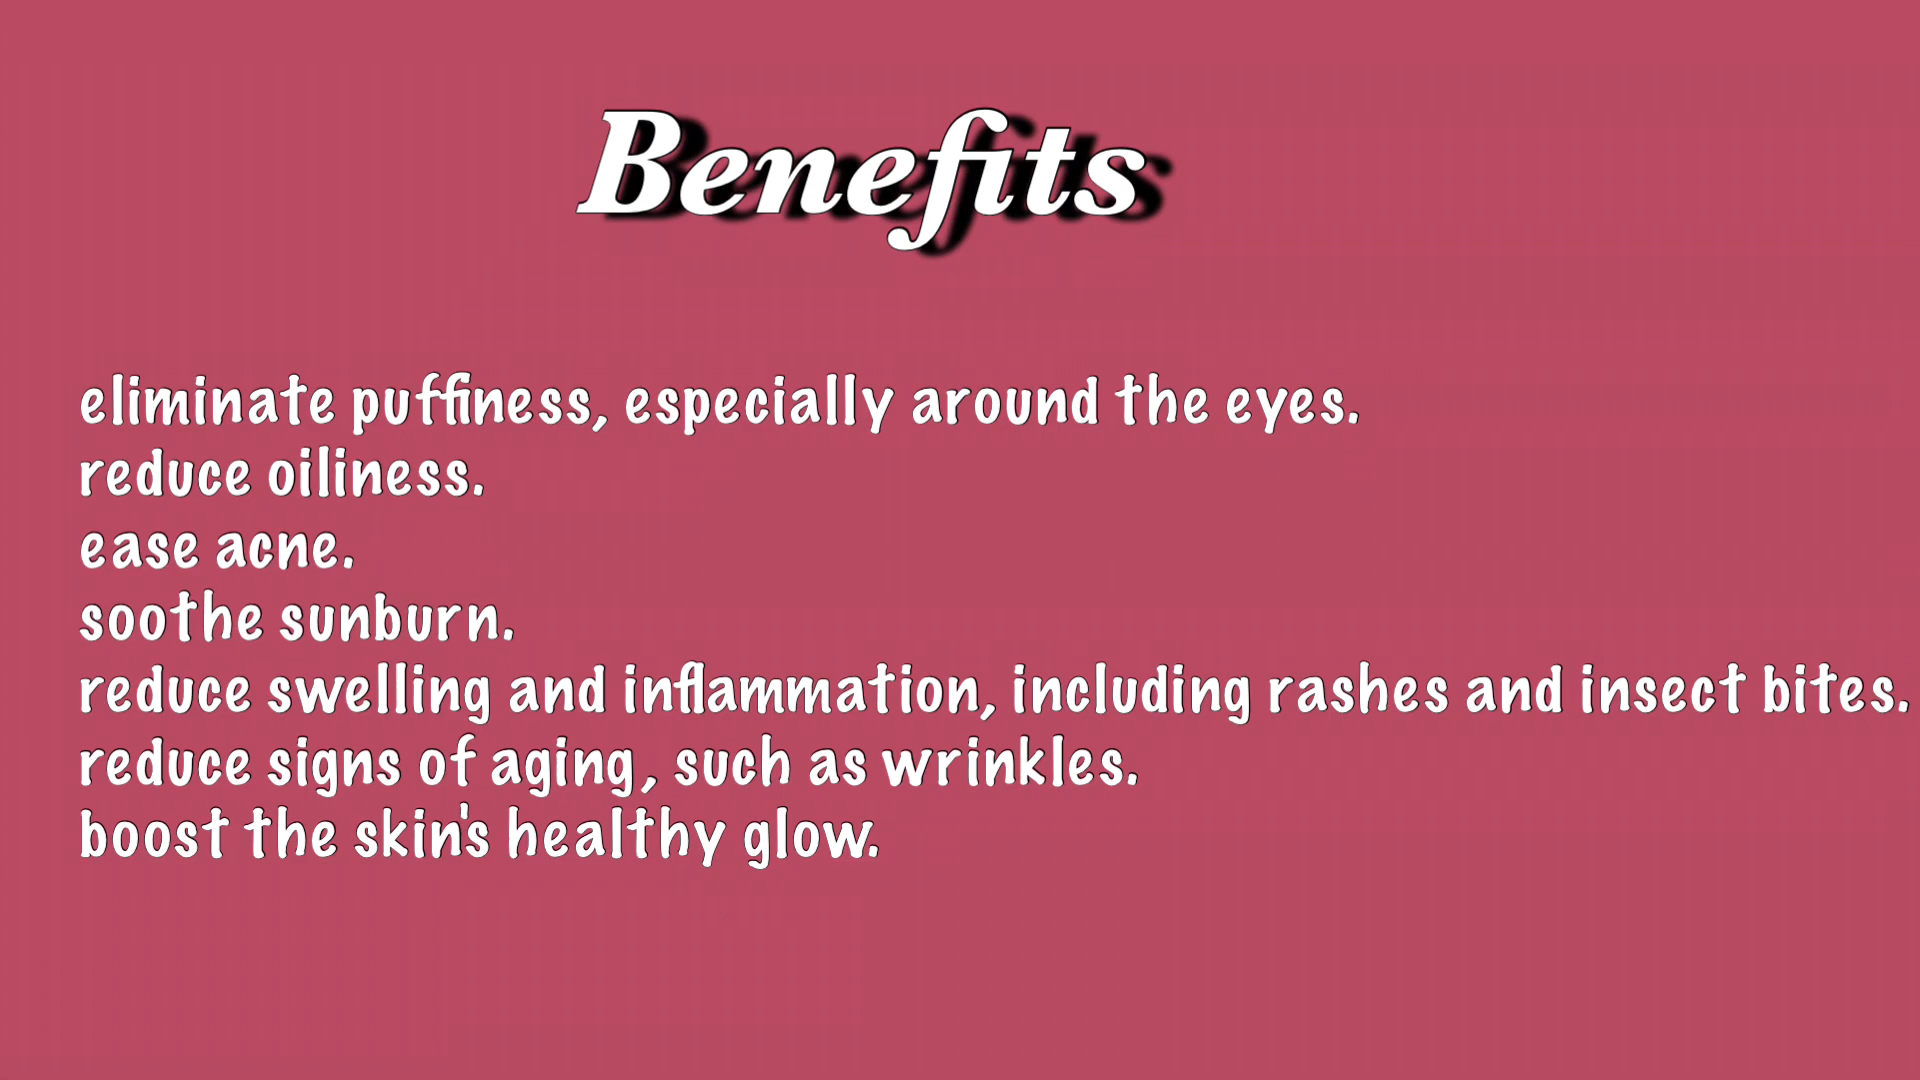 Benefits
eliminate puffiness, especially around the eyes.
reduce oiliness.
ease acne.
soothe sunburn.
reduce swelling and inflammation, including rashes and insect bites.
reduce signs of aging, such as wrinkles.
boost the skin's healthy glow.